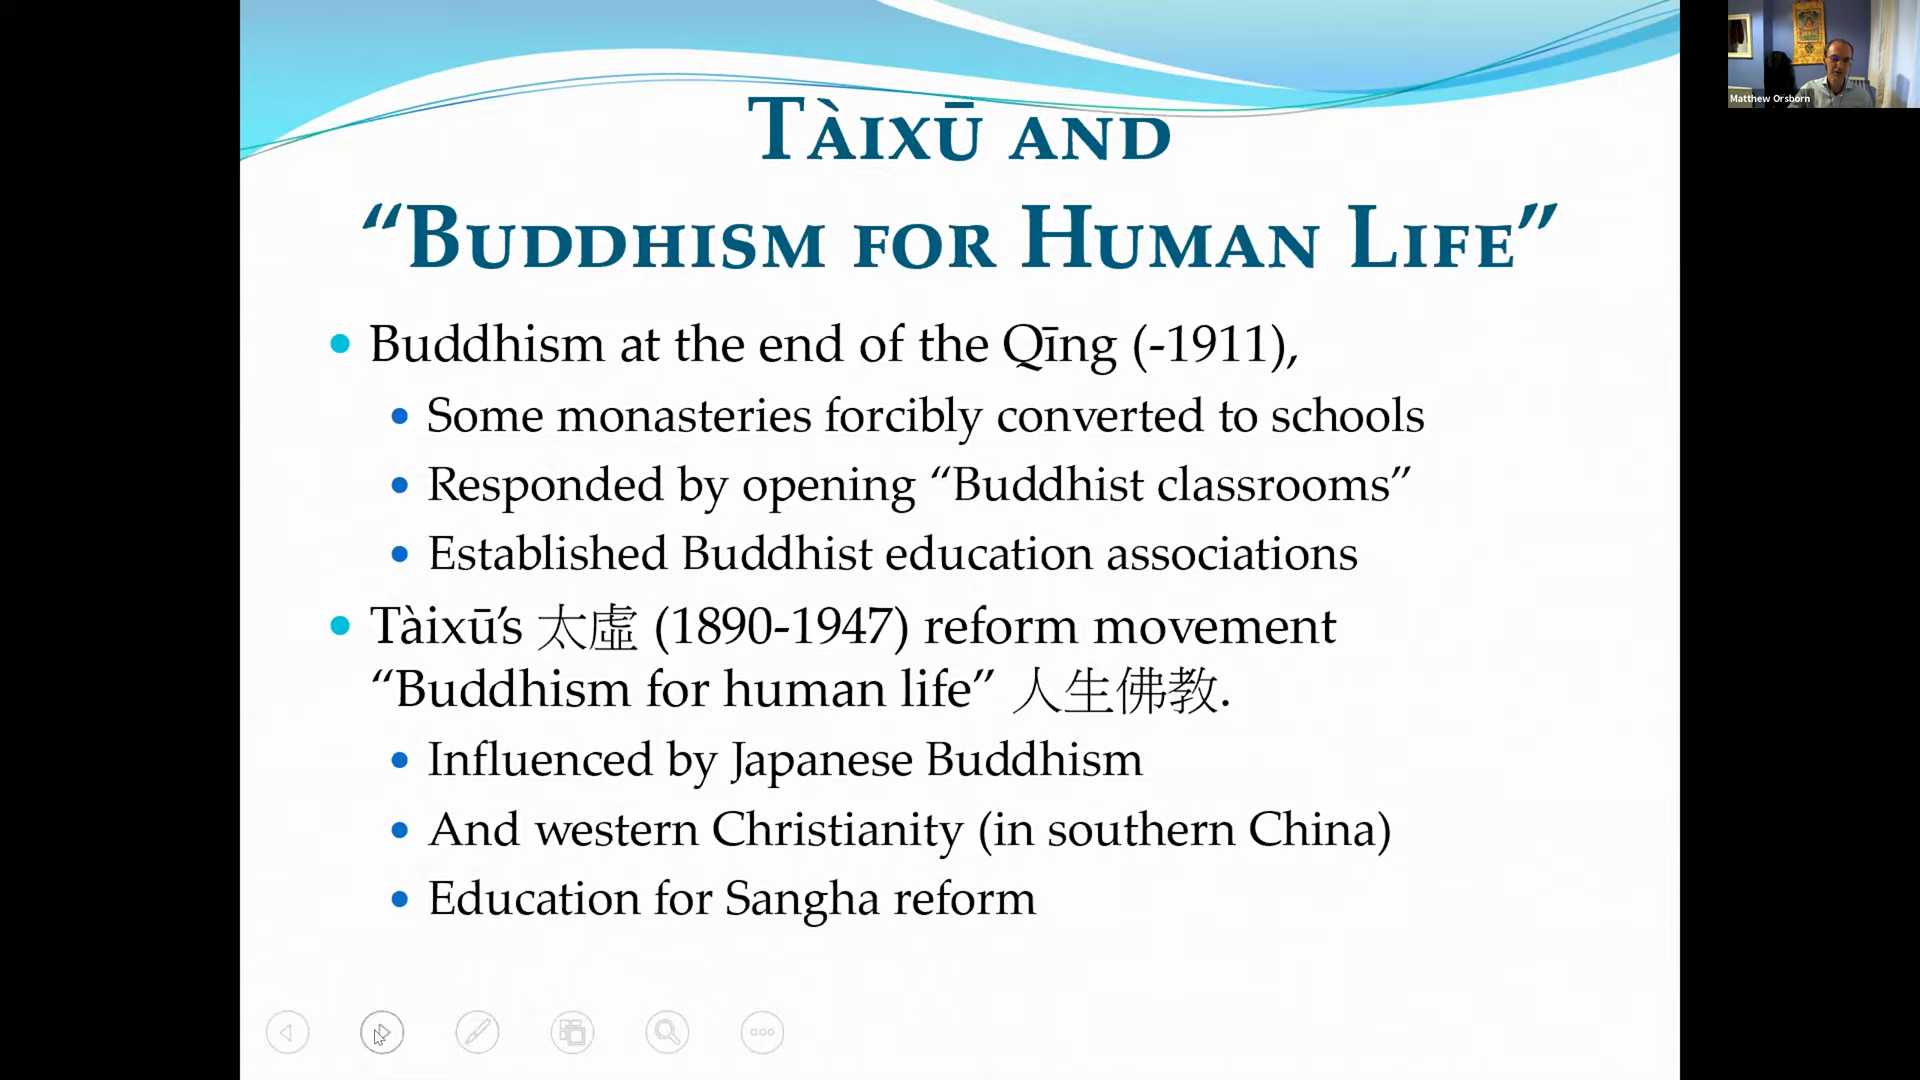 Tàixū and
“Buddhism for Human Life”
Buddhism at the end of the Qīng (-1911),
Some monasteries forcibly converted to schools
Responded by opening “Buddhist classrooms”
Established Buddhist education associations
Tàixū’s 太虛 (1890-1947) reform movement
“Buddhism for human life” 人生佛教.
Influenced by Japanese Buddhism
And western Christianity (in southern China)
Education for Sangha reform
Matthew Orsborn